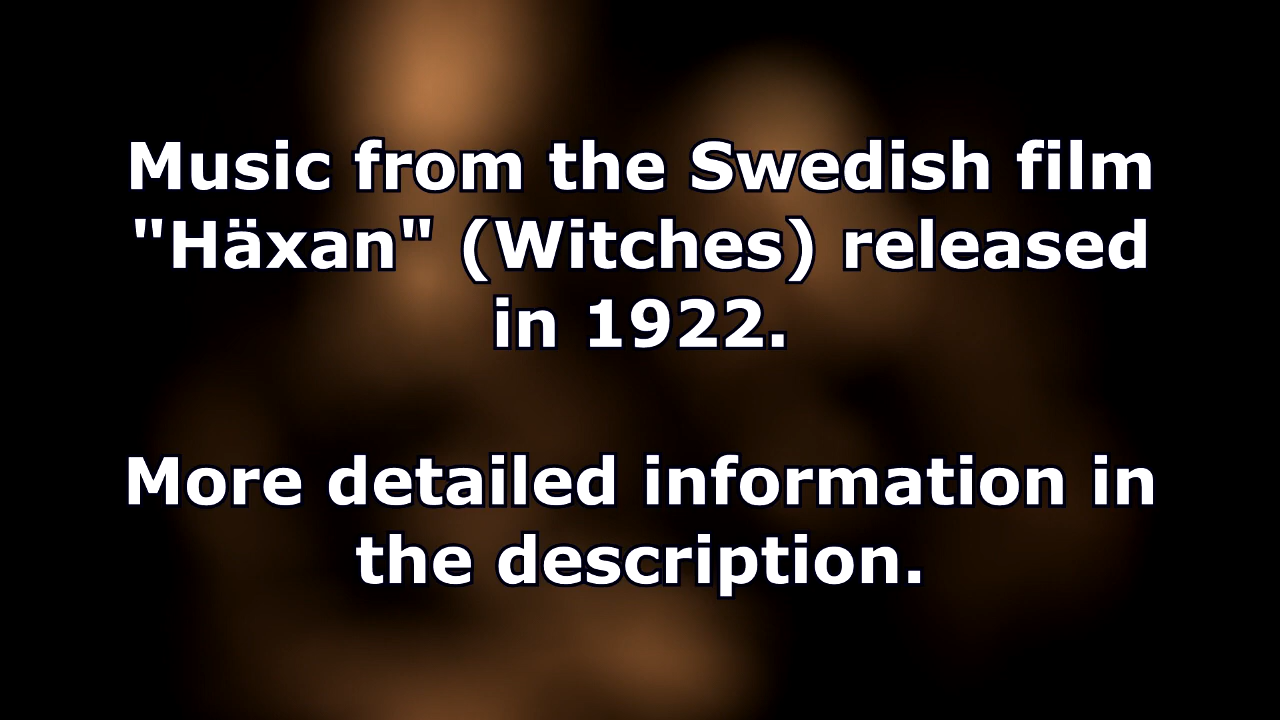 Music from the Swedish film
"Häxan" (Witches) released
in 1922.
More detailed information in
the description.